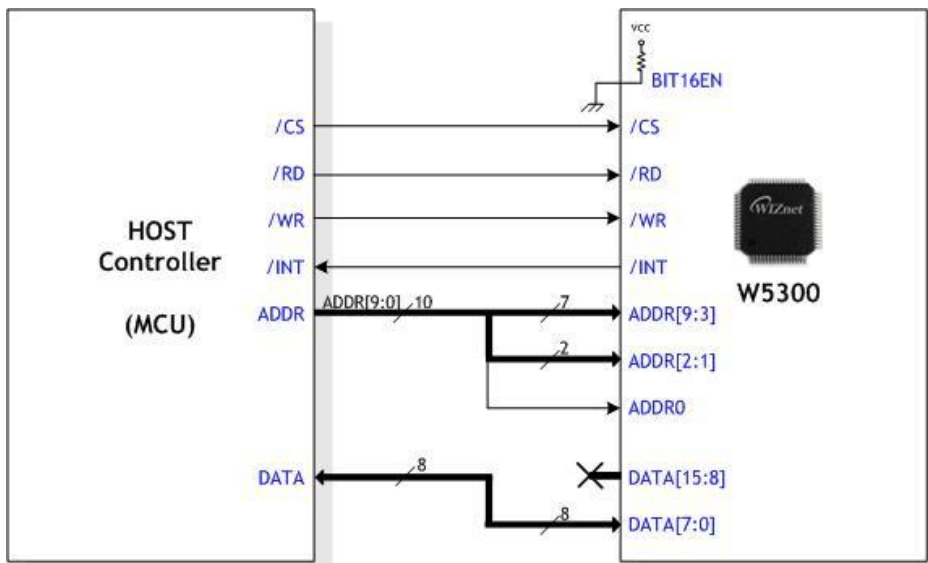 VCC
BIT16EN
/CS
/CS
/RD
/RD
/WR
/WR
HOST
Controller
(MCU)
/INT
/INT
WIZnet
W5300
ADDR
ADDR[9:0]
10
7
ADDR[9:3]
2
ADDR[2:1]
ADDR0
DATA
8
DATA[15:8]
8
DATA[7:0]